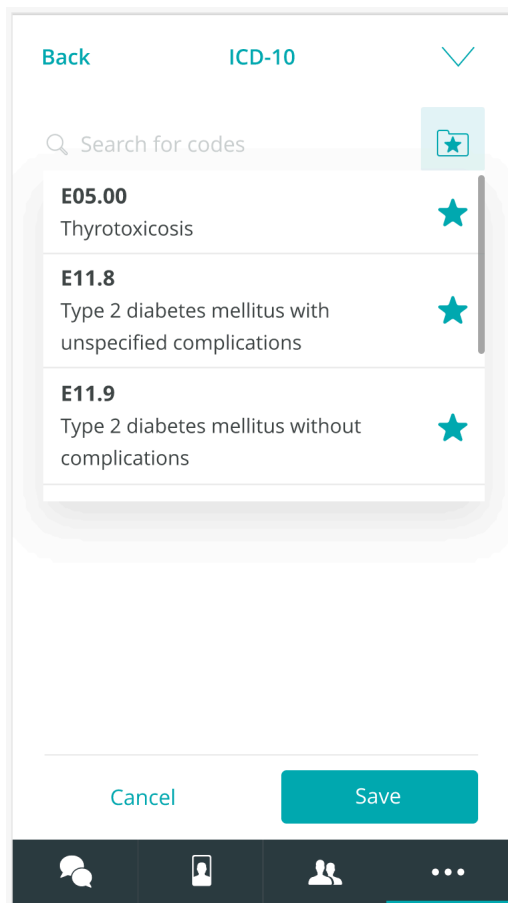 Back
ICD-10
Search for codes
E05.00
Thyrotoxicosis
E11.8
Type 2 diabetes mellitus with
unspecified complications
E11.9
Type 2 diabetes mellitus without
complications
Cancel
Save